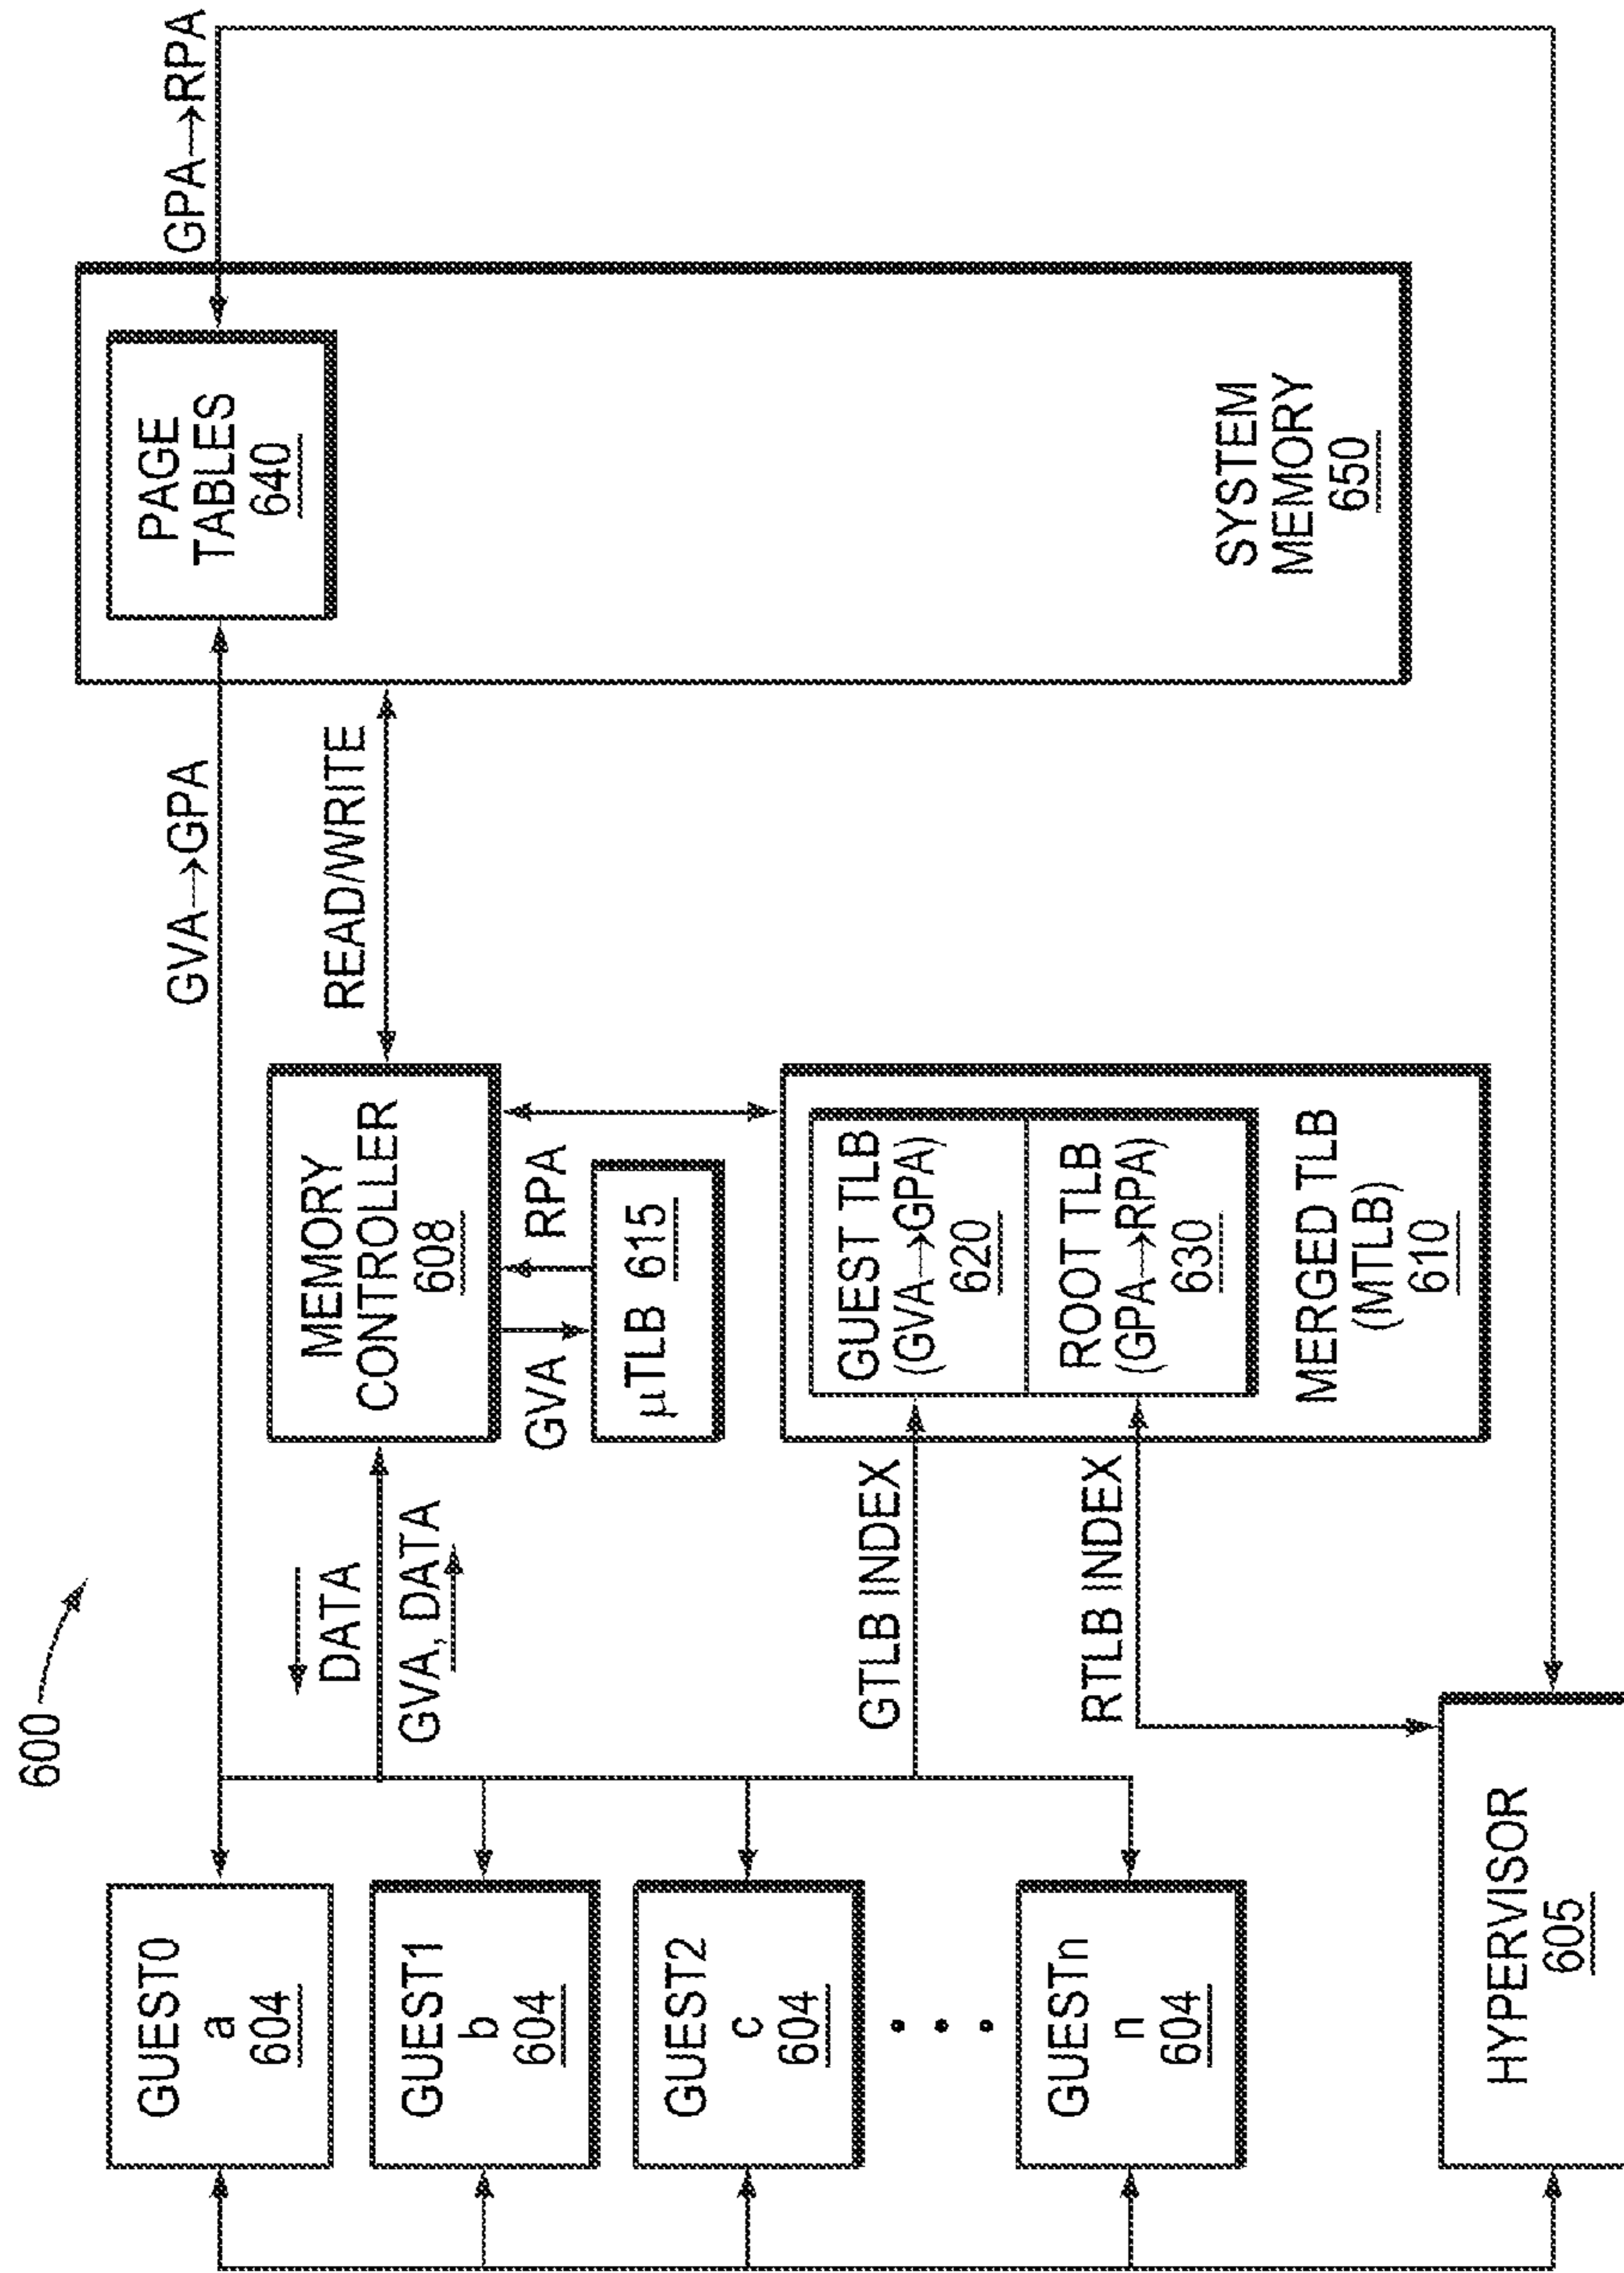 600
GUEST0
a
604
GUEST1
b
604
GUEST2
c
604
GUESTn
n
604
HYPERVISOR
605
DATA
GVA, DATA
GTLB INDEX
RTLB INDEX
MEMORY
CONTROLLER
608
GVA
RPA
µTLB 615
GUEST TLB
(GVA→GPA)
620
ROOT TLB
(GPA→RPA)
630
MERGED TLB
(MTLB)
610
GVA→GPA
READ/WRITE
PAGE
TABLES
640
SYSTEM
MEMORY
650
GPA→RPA